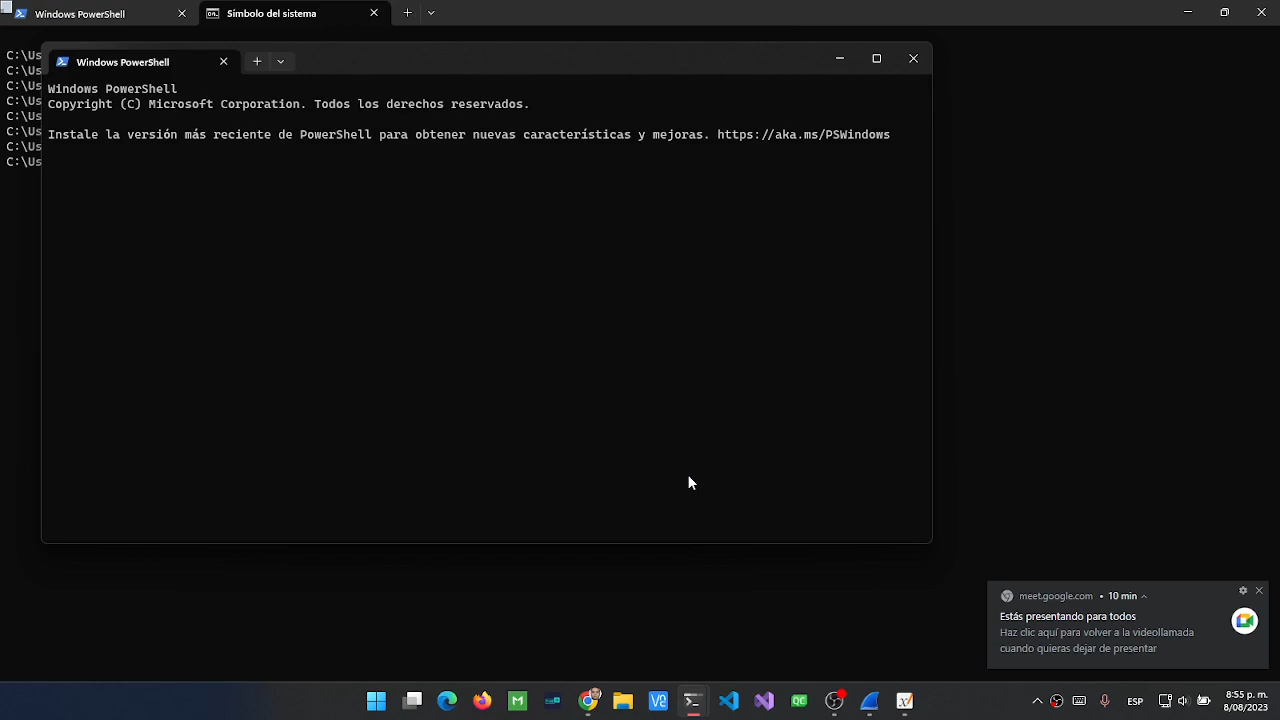 Windows PowerShell
Símbolo del sistema
C:\Us
C:\Us
C:\Us
C:\Us
C:\Us
C:\Us
C:\Us
C:\Us
Windows PowerShell
Windows PowerShell
Copyright (C) Microsoft Corporation. Todos los derechos reservados.
Instale la versión más reciente de PowerShell para obtener nuevas características y mejoras. https://aka.ms/PSWindows
meet.google.com • 10 min
Estás presentando para todos
Haz clic aquí para volver a la videollamada
cuando quieras dejar de presentar
ESP
8:55 p. m.
8/08/2023